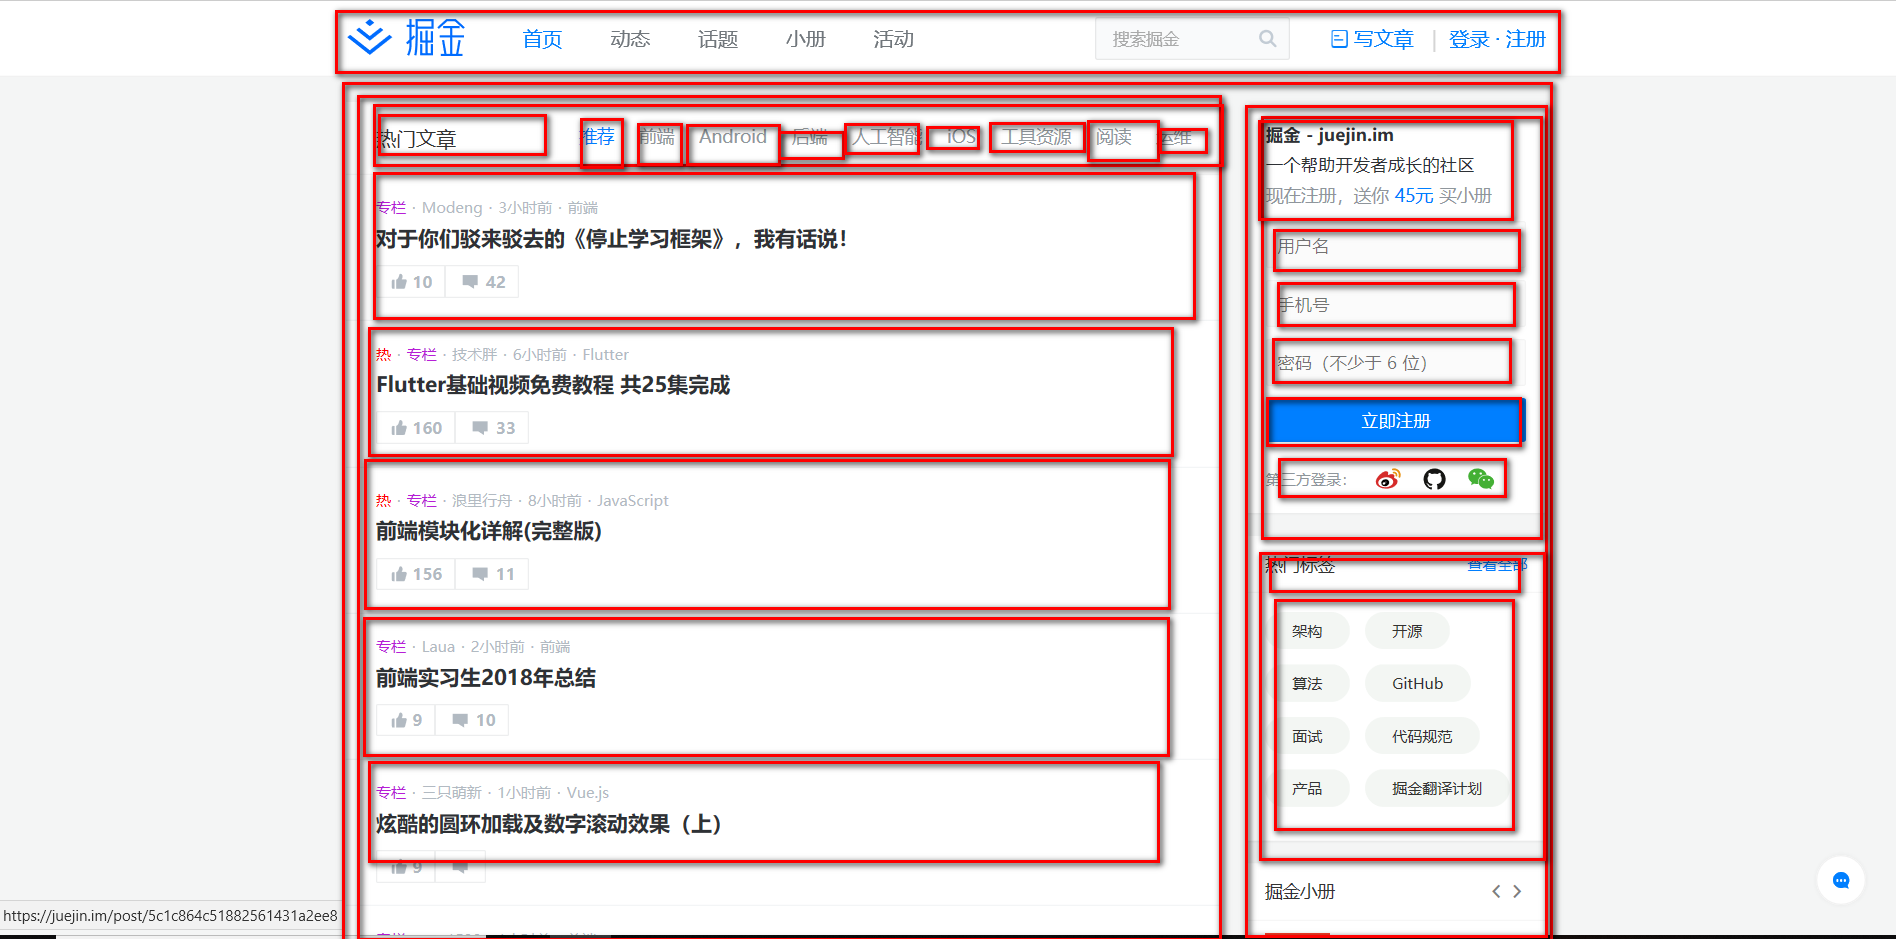 掘金
首页 动态 话题 小册 活动
搜索掘金
写文章 | 登录 · 注册
热门文章 推荐 前端 Android 后端 人工智能 iOS 工具资源 阅读 运维
专栏 · Modeng · 3小时前 · 前端
对于你们驳来驳去的《停止学习框架》，我有话说！
10 42
热 · 专栏 · 技术胖 · 6小时前 · Flutter
Flutter基础视频免费教程 共25集完成
160 33
热 · 专栏 · 浪里行舟 · 8小时前 · JavaScript
前端模块化详解(完整版)
156 11
专栏 · Laua · 2小时前 · 前端
前端实习生2018年总结
9 10
专栏 · 三只萌新 · 1小时前 · Vue.js
炫酷的圆环加载及数字滚动效果（上）
9
掘金 - juejin.im
一个帮助开发者成长的社区
现在注册，送你 45元 买小册
用户名
手机号
密码（不少于 6 位）
立即注册
第三方登录：
热门标签 查看全部
架构 开源
算法 GitHub
面试 代码规范
产品 掘金翻译计划
掘金小册
https://juejin.im/post/5c1c864c51882561431a2ee8